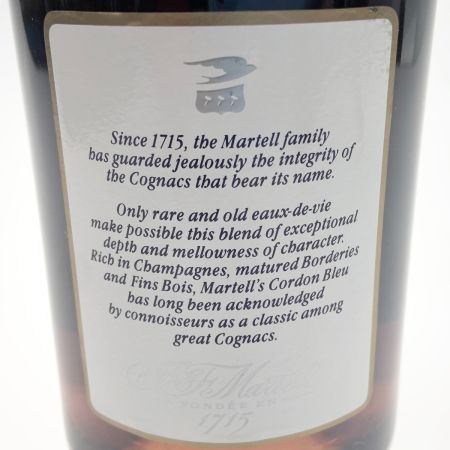 Since 1715, the Martell family
has guarded jealously the integrity of
the Cognacs that bear its name.
Only rare and old eaux-de-vie
make possible this blend of exceptional
depth and mellowness of character.
Rich in Champagnes, matured Borderies
and Fins Bois, Martell's Cordon Bleu
has long been acknowledged
by connoisseurs as a classic among
great Cognacs.
F. Martell
FONDÉE EN
1715